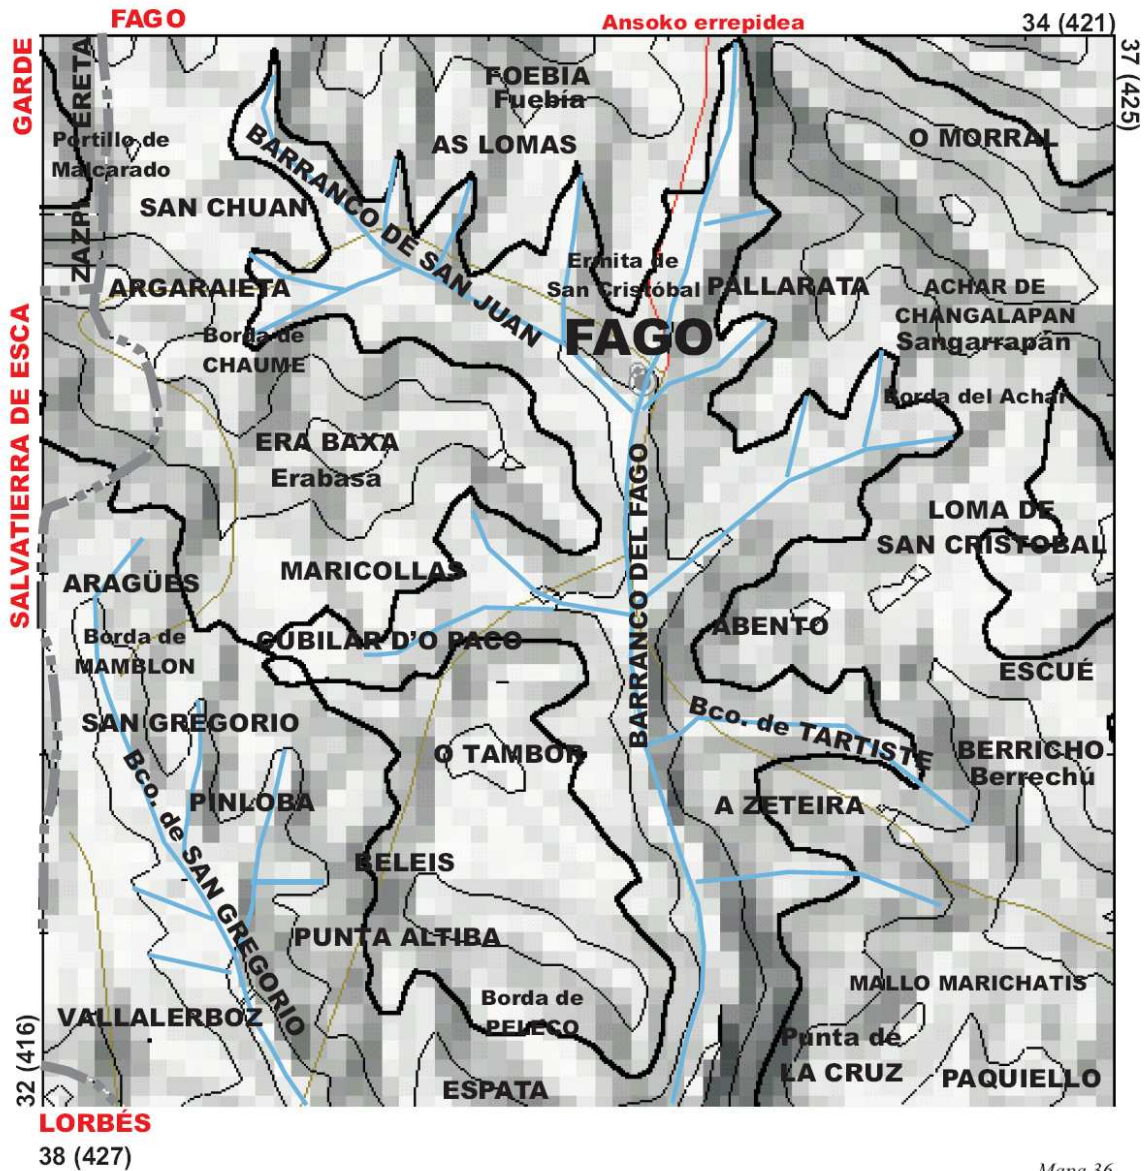 FAGO
Ansoko errepidea
34 (421)
37 (425)
GARDE
ERETA
ZAZPI
Portillo de
Malcarado
FOEBIA
Fuebía
AS LOMAS
O MORRAL
BARRANCO DE SAN JUAN
SAN CHUAN
ARGARAIETA
Ermita de
San Cristóbal
PALLARATA
ACHAR DE
CHANGALAPAN
Sangarrapán
Borda de
CHAUME
FAGO
Borda del Achar
SALVATIERRA DE ESCA
ERA BAXA
Erabasa
BARRANCO DEL FAGO
LOMA DE
SAN CRISTOBAL
ARAGÜES
MARICOLLAS
Borda de
MAMBLON
CUBILAR D'O PACO
ABENTO
ESCUÉ
SAN GREGORIO
Bco. de TARTISTE
O TAMBOR
BERRICHO
Berrechú
Bco. de SAN GREGORIO
PINLOBA
A ZETEIRA
BELEIS
PUNTA ALTIBA
MALLO MARICHATIS
Borda de
PELECO
VALLALERBOZ
Punta de
LA CRUZ
PAQUIELLO
ESPATA
32 (416)
LORBÉS
38 (427)
Mapa 36